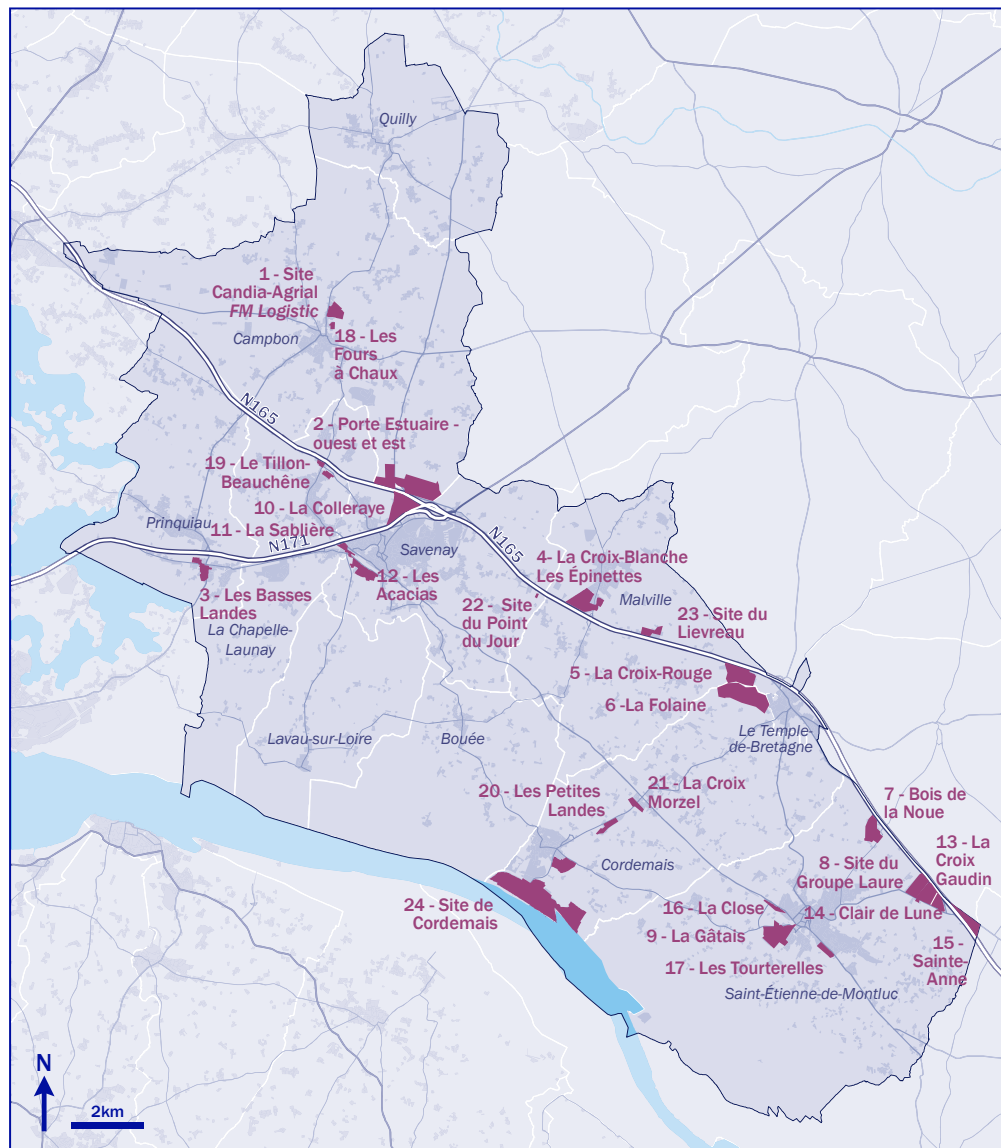 Quilly
1 - Site
Candia-Agrial
FM Logistic
Campbon
18 - Les
Fours
à Chaux
N165
2 - Porte Estuaire -
ouest et est
19 - Le Tillon-
Beauchêne
10 - La Colleraye
Prinquiau
11 - La Sablière
N171
Savenay
N165
4- La Croix-Blanche
Les Épinettes
12 - Les
Acacias
3 - Les Basses
Landes
22 - Site
du Point
du Jour
Malville
23 - Site du
Lievreau
La Chapelle-
Launay
5 - La Croix-Rouge
6 -La Folaine
Lavau-sur-Loire
Bouée
Le Temple-
de-Bretagne
20 - Les Petites
Landes
21 - La Croix
Morzel
7 - Bois de
la Noue
13 - La
Croix
Gaudin
8 - Site du
Groupe Laure
Cordemais
24 - Site de
Cordemais
16 - La Close
14 - Clair de Lune
9 - La Gâtais
15 -
Sainte-
Anne
17 - Les Tourterelles
Saint-Étienne-de-Montluc
N
2km